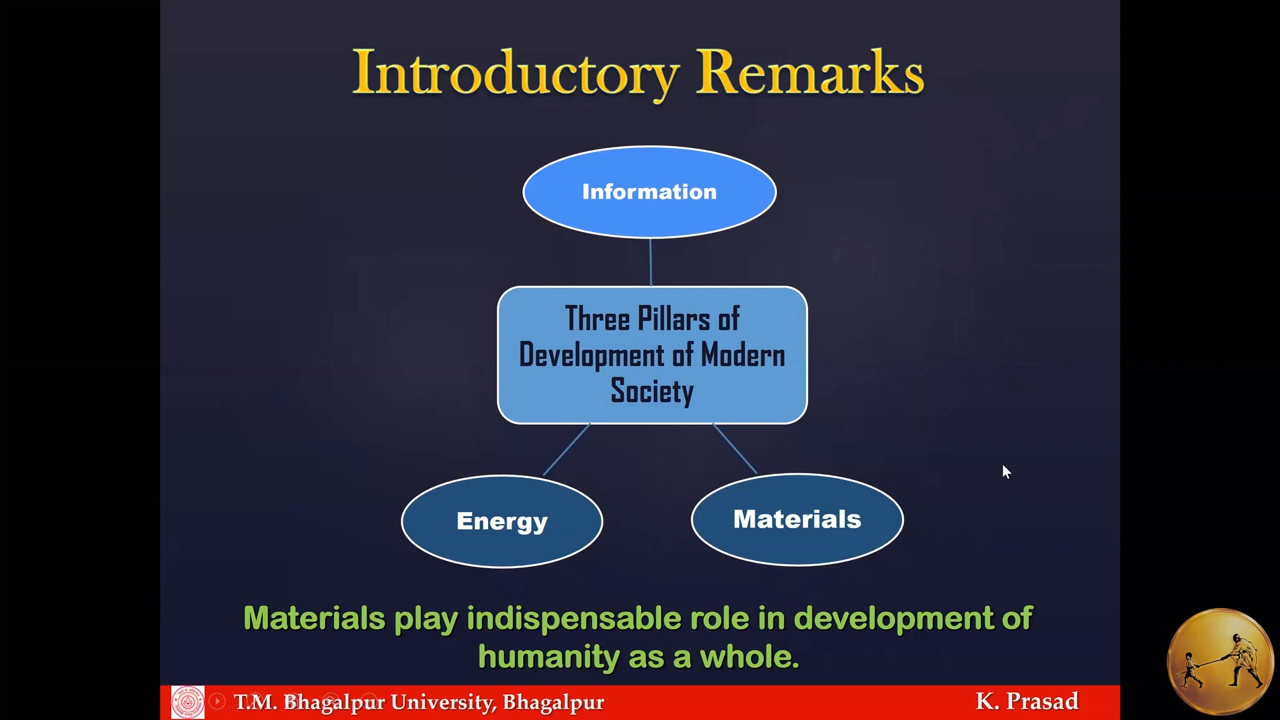 Introductory Remarks
Information
Three Pillars of
Development of Modern
Society
Energy
Materials
Materials play indispensable role in development of
humanity as a whole.
T.M. Bhagalpur University, Bhagalpur
K. Prasad